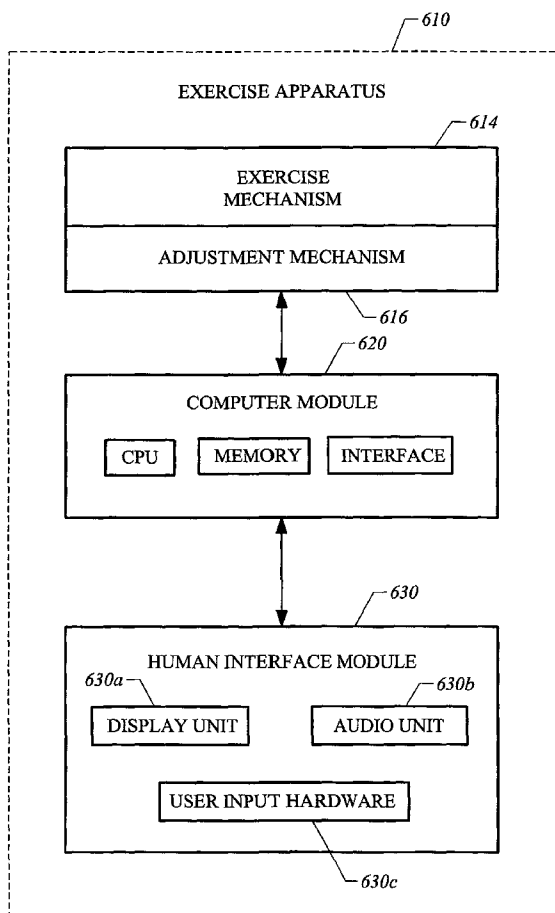 610
EXERCISE APPARATUS
614
EXERCISE
MECHANISM
ADJUSTMENT MECHANISM
616
620
COMPUTER MODULE
CPU
MEMORY
INTERFACE
630
HUMAN INTERFACE MODULE
630a
630b
DISPLAY UNIT
AUDIO UNIT
USER INPUT HARDWARE
630c